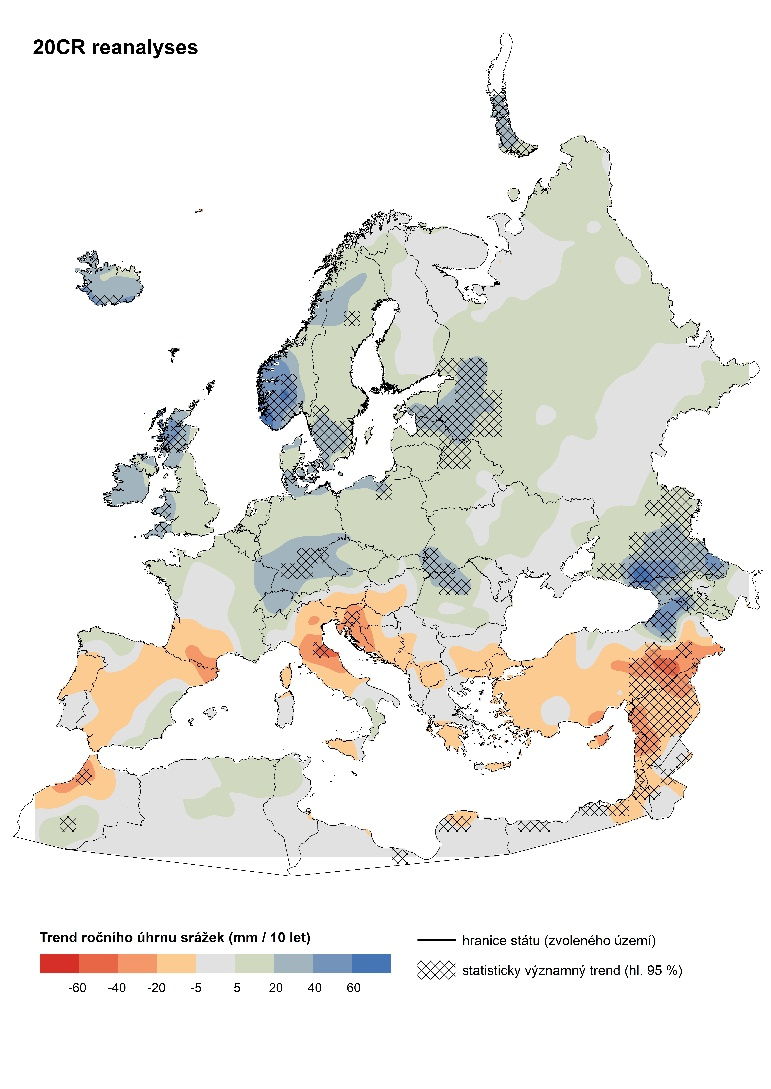 20CR reanalyses
Trend ročního úhrnu srážek (mm / 10 let)
-60 -40 -20 -5 5 20 40 60
hranice státu (zvoleného území)
statisticky významný trend (hl. 95 %)